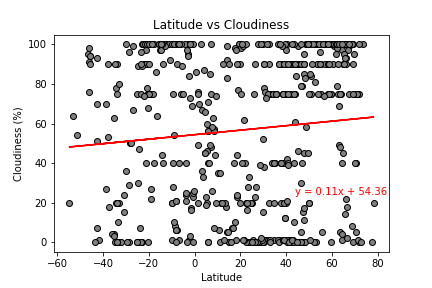 Latitude vs Cloudiness
100
80
60
40
20
0
Cloudiness (%)
y = 0.11x + 54.36
−60 −40 −20 0 20 40 60 80
Latitude